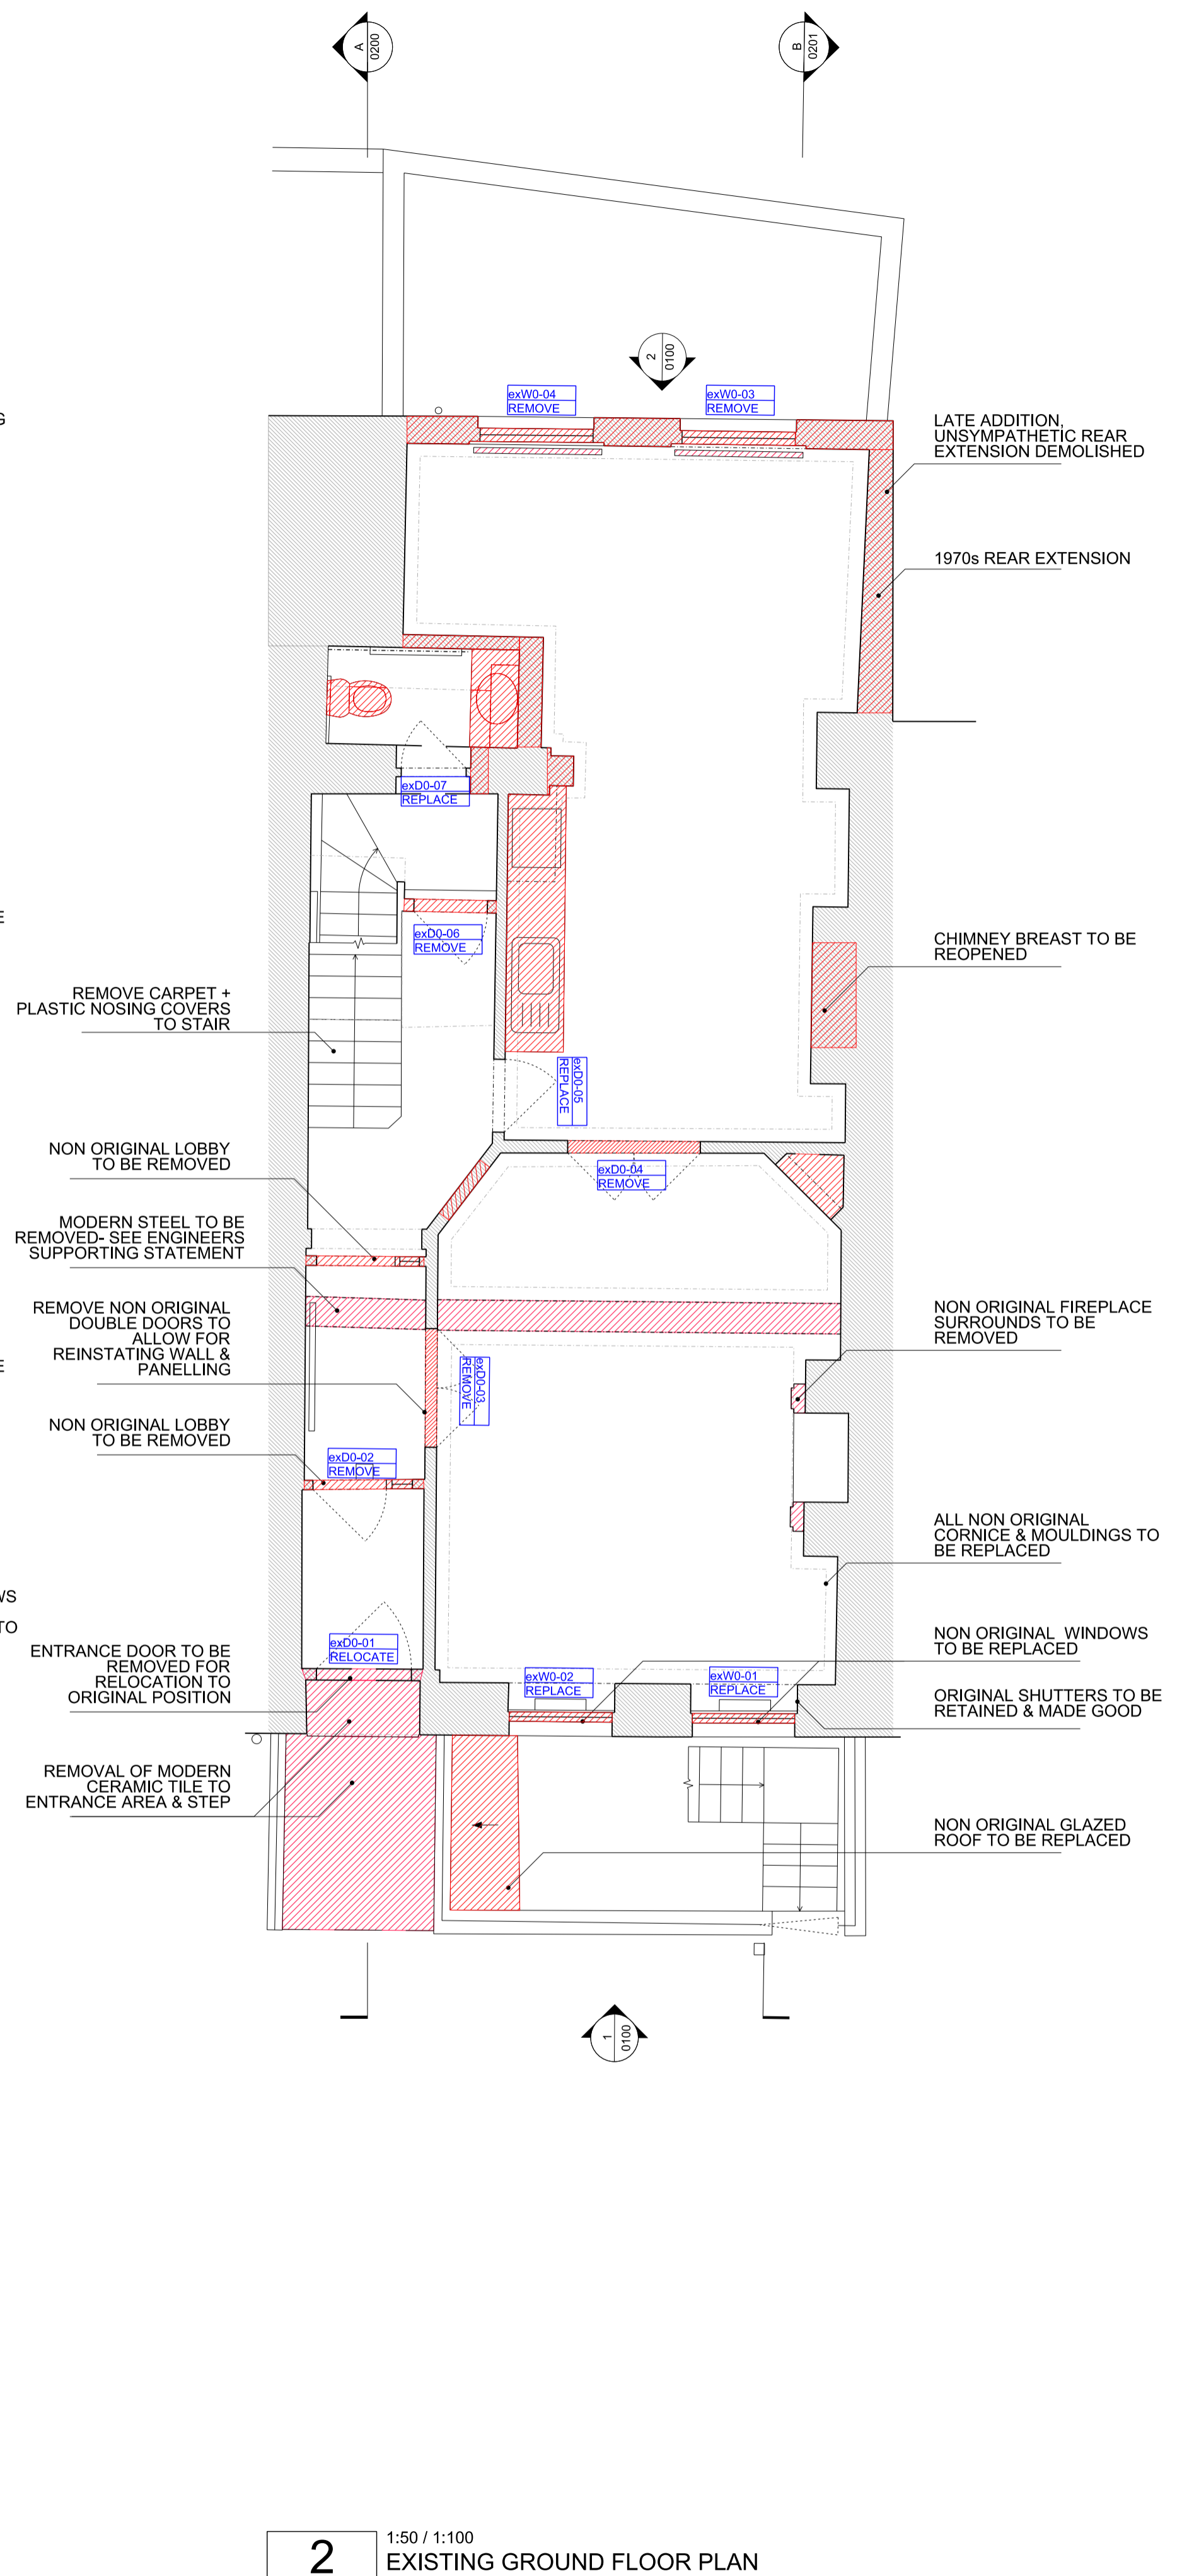 A
0200
B
0201
2
0100
exW0-04
REMOVE
exW0-03
REMOVE
G
LATE ADDITION,
UNSYMPATHETIC REAR
EXTENSION DEMOLISHED
1970s REAR EXTENSION
exD0-07
REPLACE
E
exD0-06
REMOVE
CHIMNEY BREAST TO BE
REOPENED
REMOVE CARPET +
PLASTIC NOSING COVERS
TO STAIR
exD0-05
REPLACE
NON ORIGINAL LOBBY
TO BE REMOVED
exD0-04
REMOVE
MODERN STEEL TO BE
REMOVED- SEE ENGINEERS
SUPPORTING STATEMENT
REMOVE NON ORIGINAL
DOUBLE DOORS TO
ALLOW FOR
REINSTATING WALL &
PANELLING
E
exD0-03
REMOVE
NON ORIGINAL FIREPLACE
SURROUNDS TO BE
REMOVED
NON ORIGINAL LOBBY
TO BE REMOVED
exD0-02
REMOVE
ALL NON ORIGINAL
CORNICE & MOULDINGS TO
BE REPLACED
WS
TO
ENTRANCE DOOR TO BE
REMOVED FOR
RELOCATION TO
ORIGINAL POSITION
exD0-01
RELOCATE
exW0-02
REPLACE
exW0-01
REPLACE
NON ORIGINAL WINDOWS
TO BE REPLACED
ORIGINAL SHUTTERS TO BE
RETAINED & MADE GOOD
REMOVAL OF MODERN
CERAMIC TILE TO
ENTRANCE AREA & STEP
NON ORIGINAL GLAZED
ROOF TO BE REPLACED
1
0100
2
1:50 / 1:100
EXISTING GROUND FLOOR PLAN